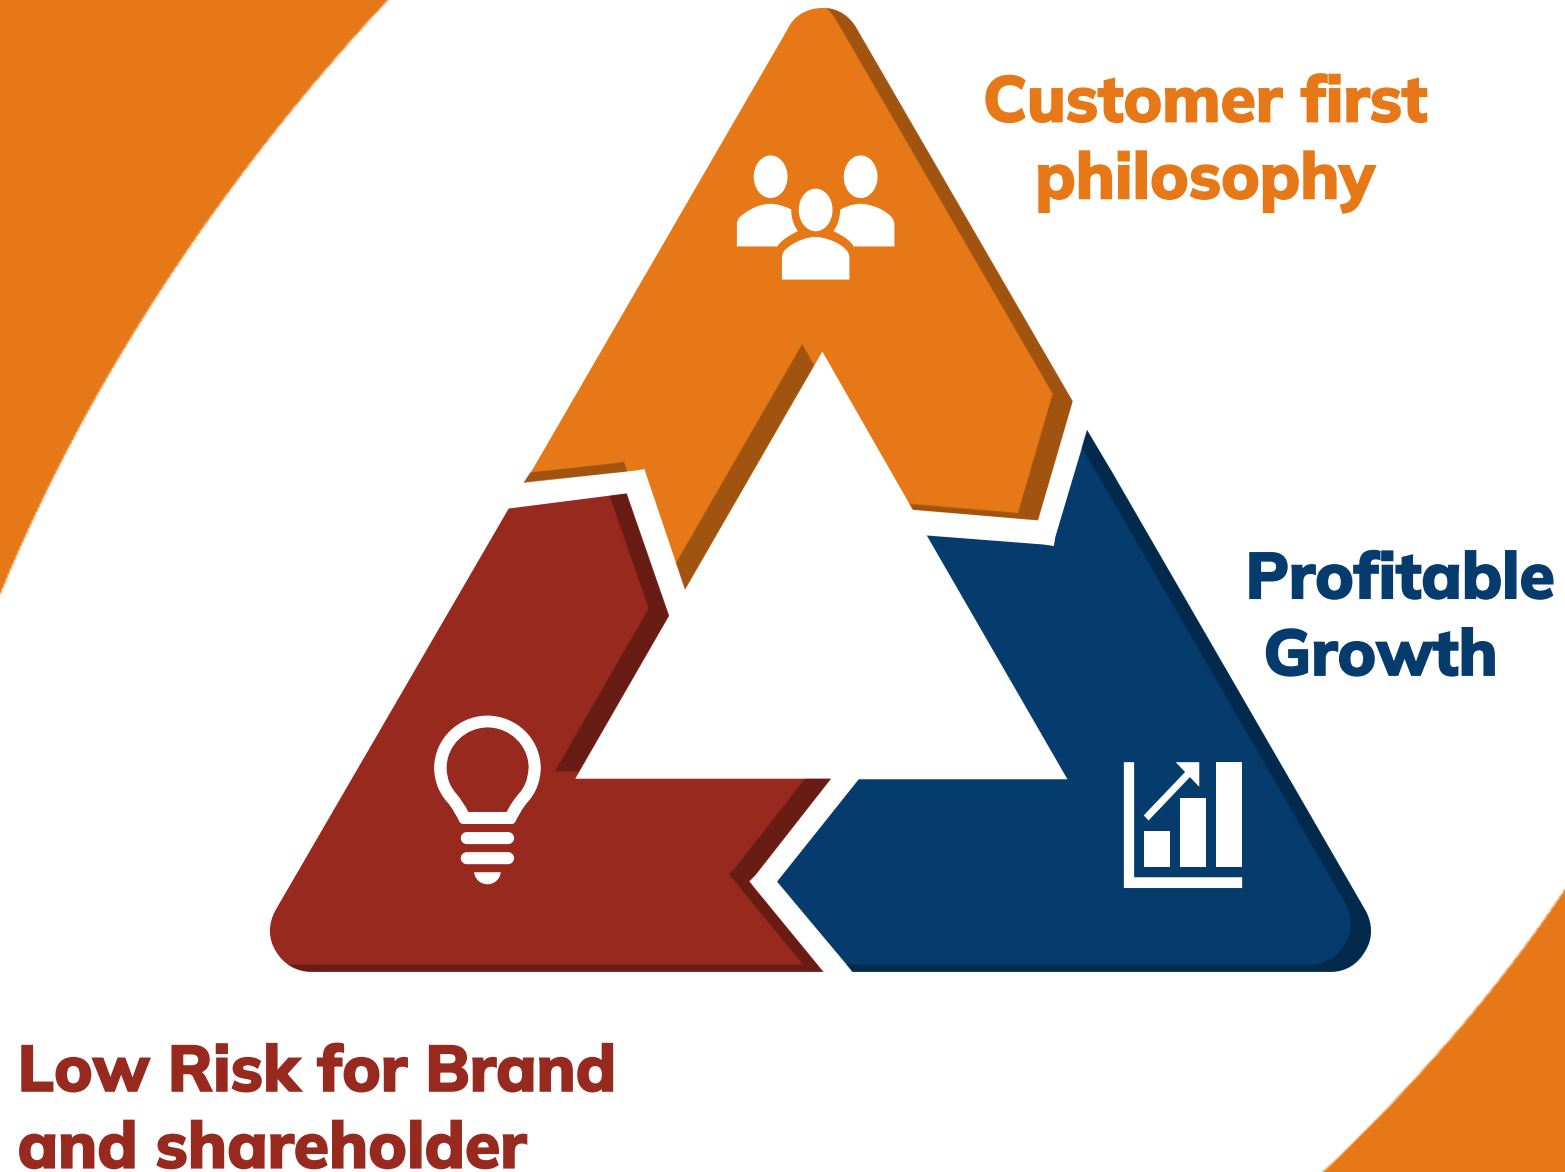 Customer first
philosophy
Profitable
Growth
Low Risk for Brand
and shareholder